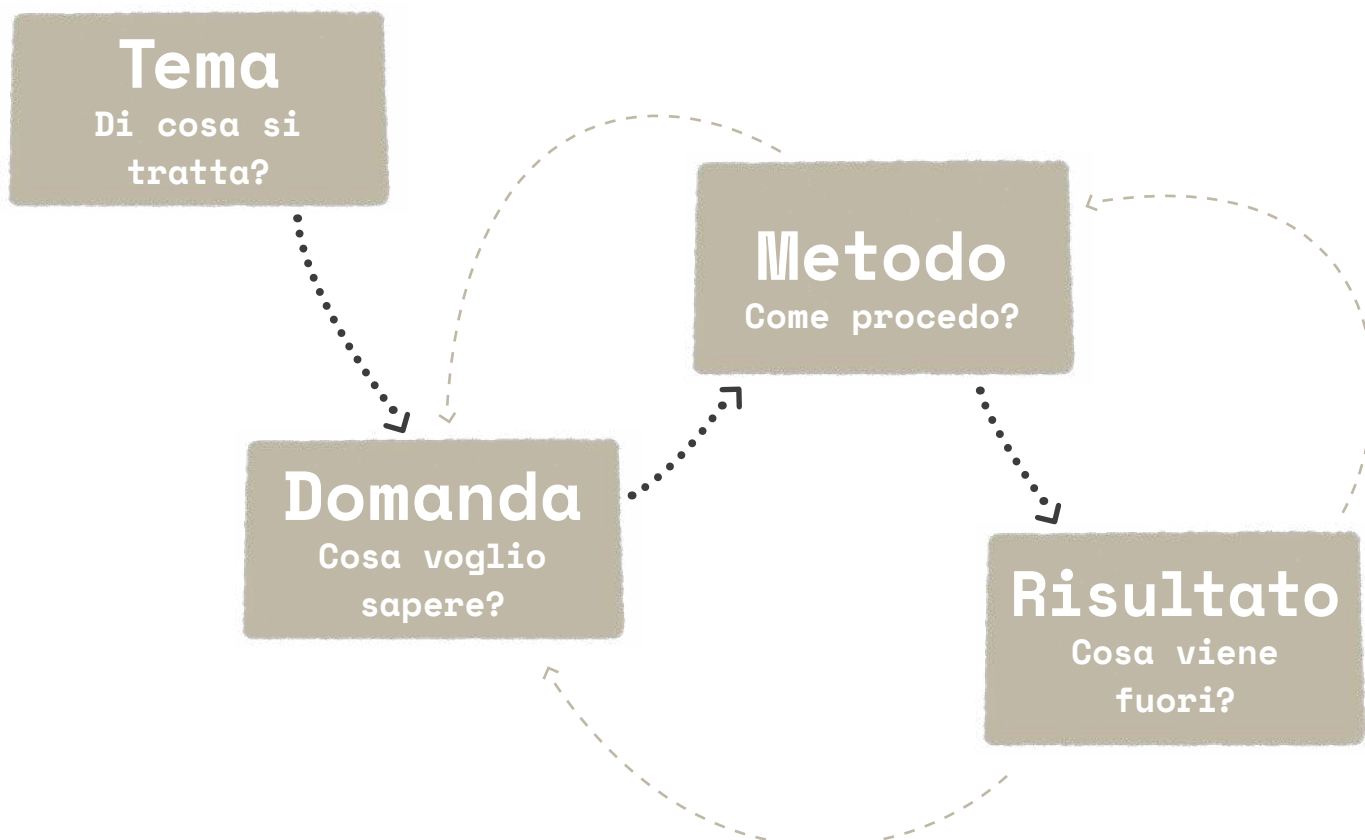 Tema
Di cosa si
tratta?
Metodo
Come procedo?
Domanda
Cosa voglio
sapere?
Risultato
Cosa viene
fuori?